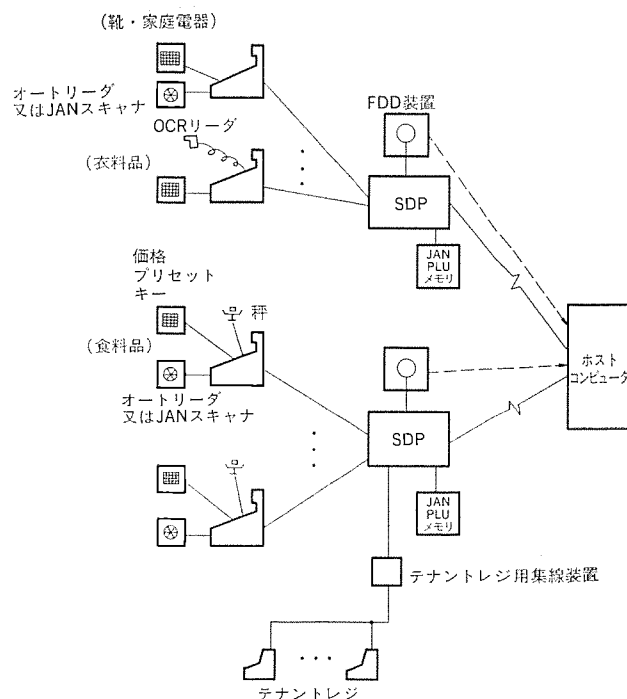 (靴・家庭電器)
オートリーダ
又はJANスキャナ
OCRリーダ
(衣料品)
FDD装置
SDP
JAN
PLU
メモリ
価格
プリセット
キー
秤
(食料品)
オートリーダ
又はJANスキャナ
ホスト
コンピュータ
SDP
JAN
PLU
メモリ
テナントレジ用集線装置
テナントレジ